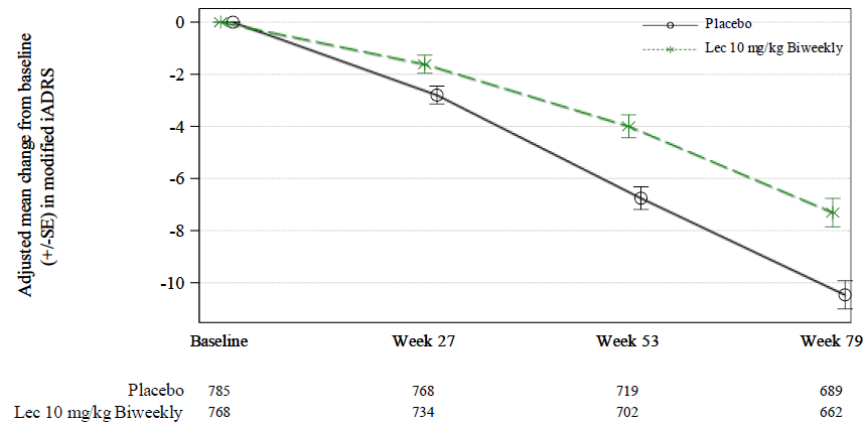 Placebo
Lec 10 mg/kg Biweekly
Adjusted mean change from baseline
(+/-SE) in modified iADRS
0
-2
-4
-6
-8
-10
Baseline Week 27 Week 53 Week 79
Placebo 785 768 719 689
Lec 10 mg/kg Biweekly 768 734 702 662